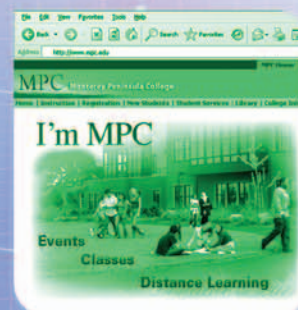 File Edit View Favorites Tools Help
Back Search Favorites
Address http://www.mpc.edu
MPC Monterey Peninsula College
Home | Instruction | Registration | New Students | Student Services | Library | College
I'm MPC
Events
Classes
Distance Learning